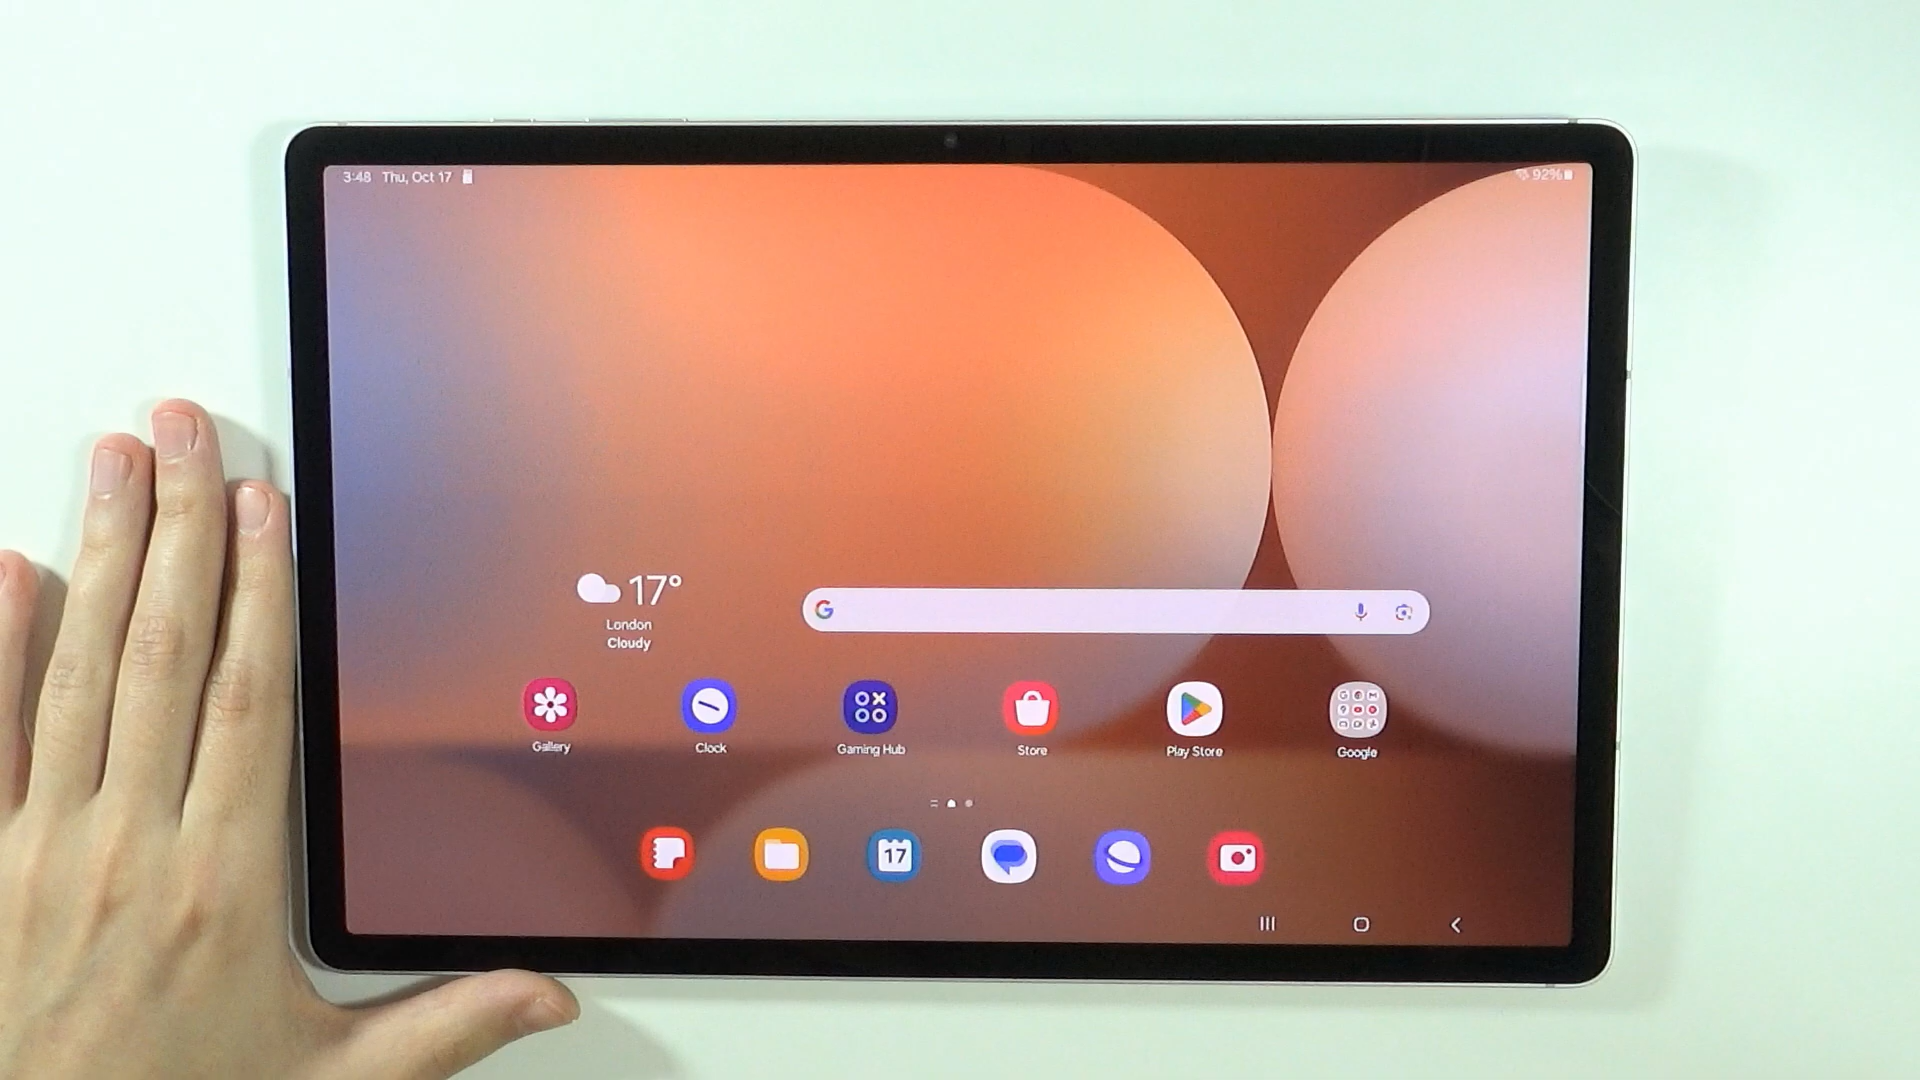 3:48 Thu, Oct 17
92%
17°
London
Cloudy
G
Gallery
Clock
Gaming Hub
Store
Play Store
Google
17